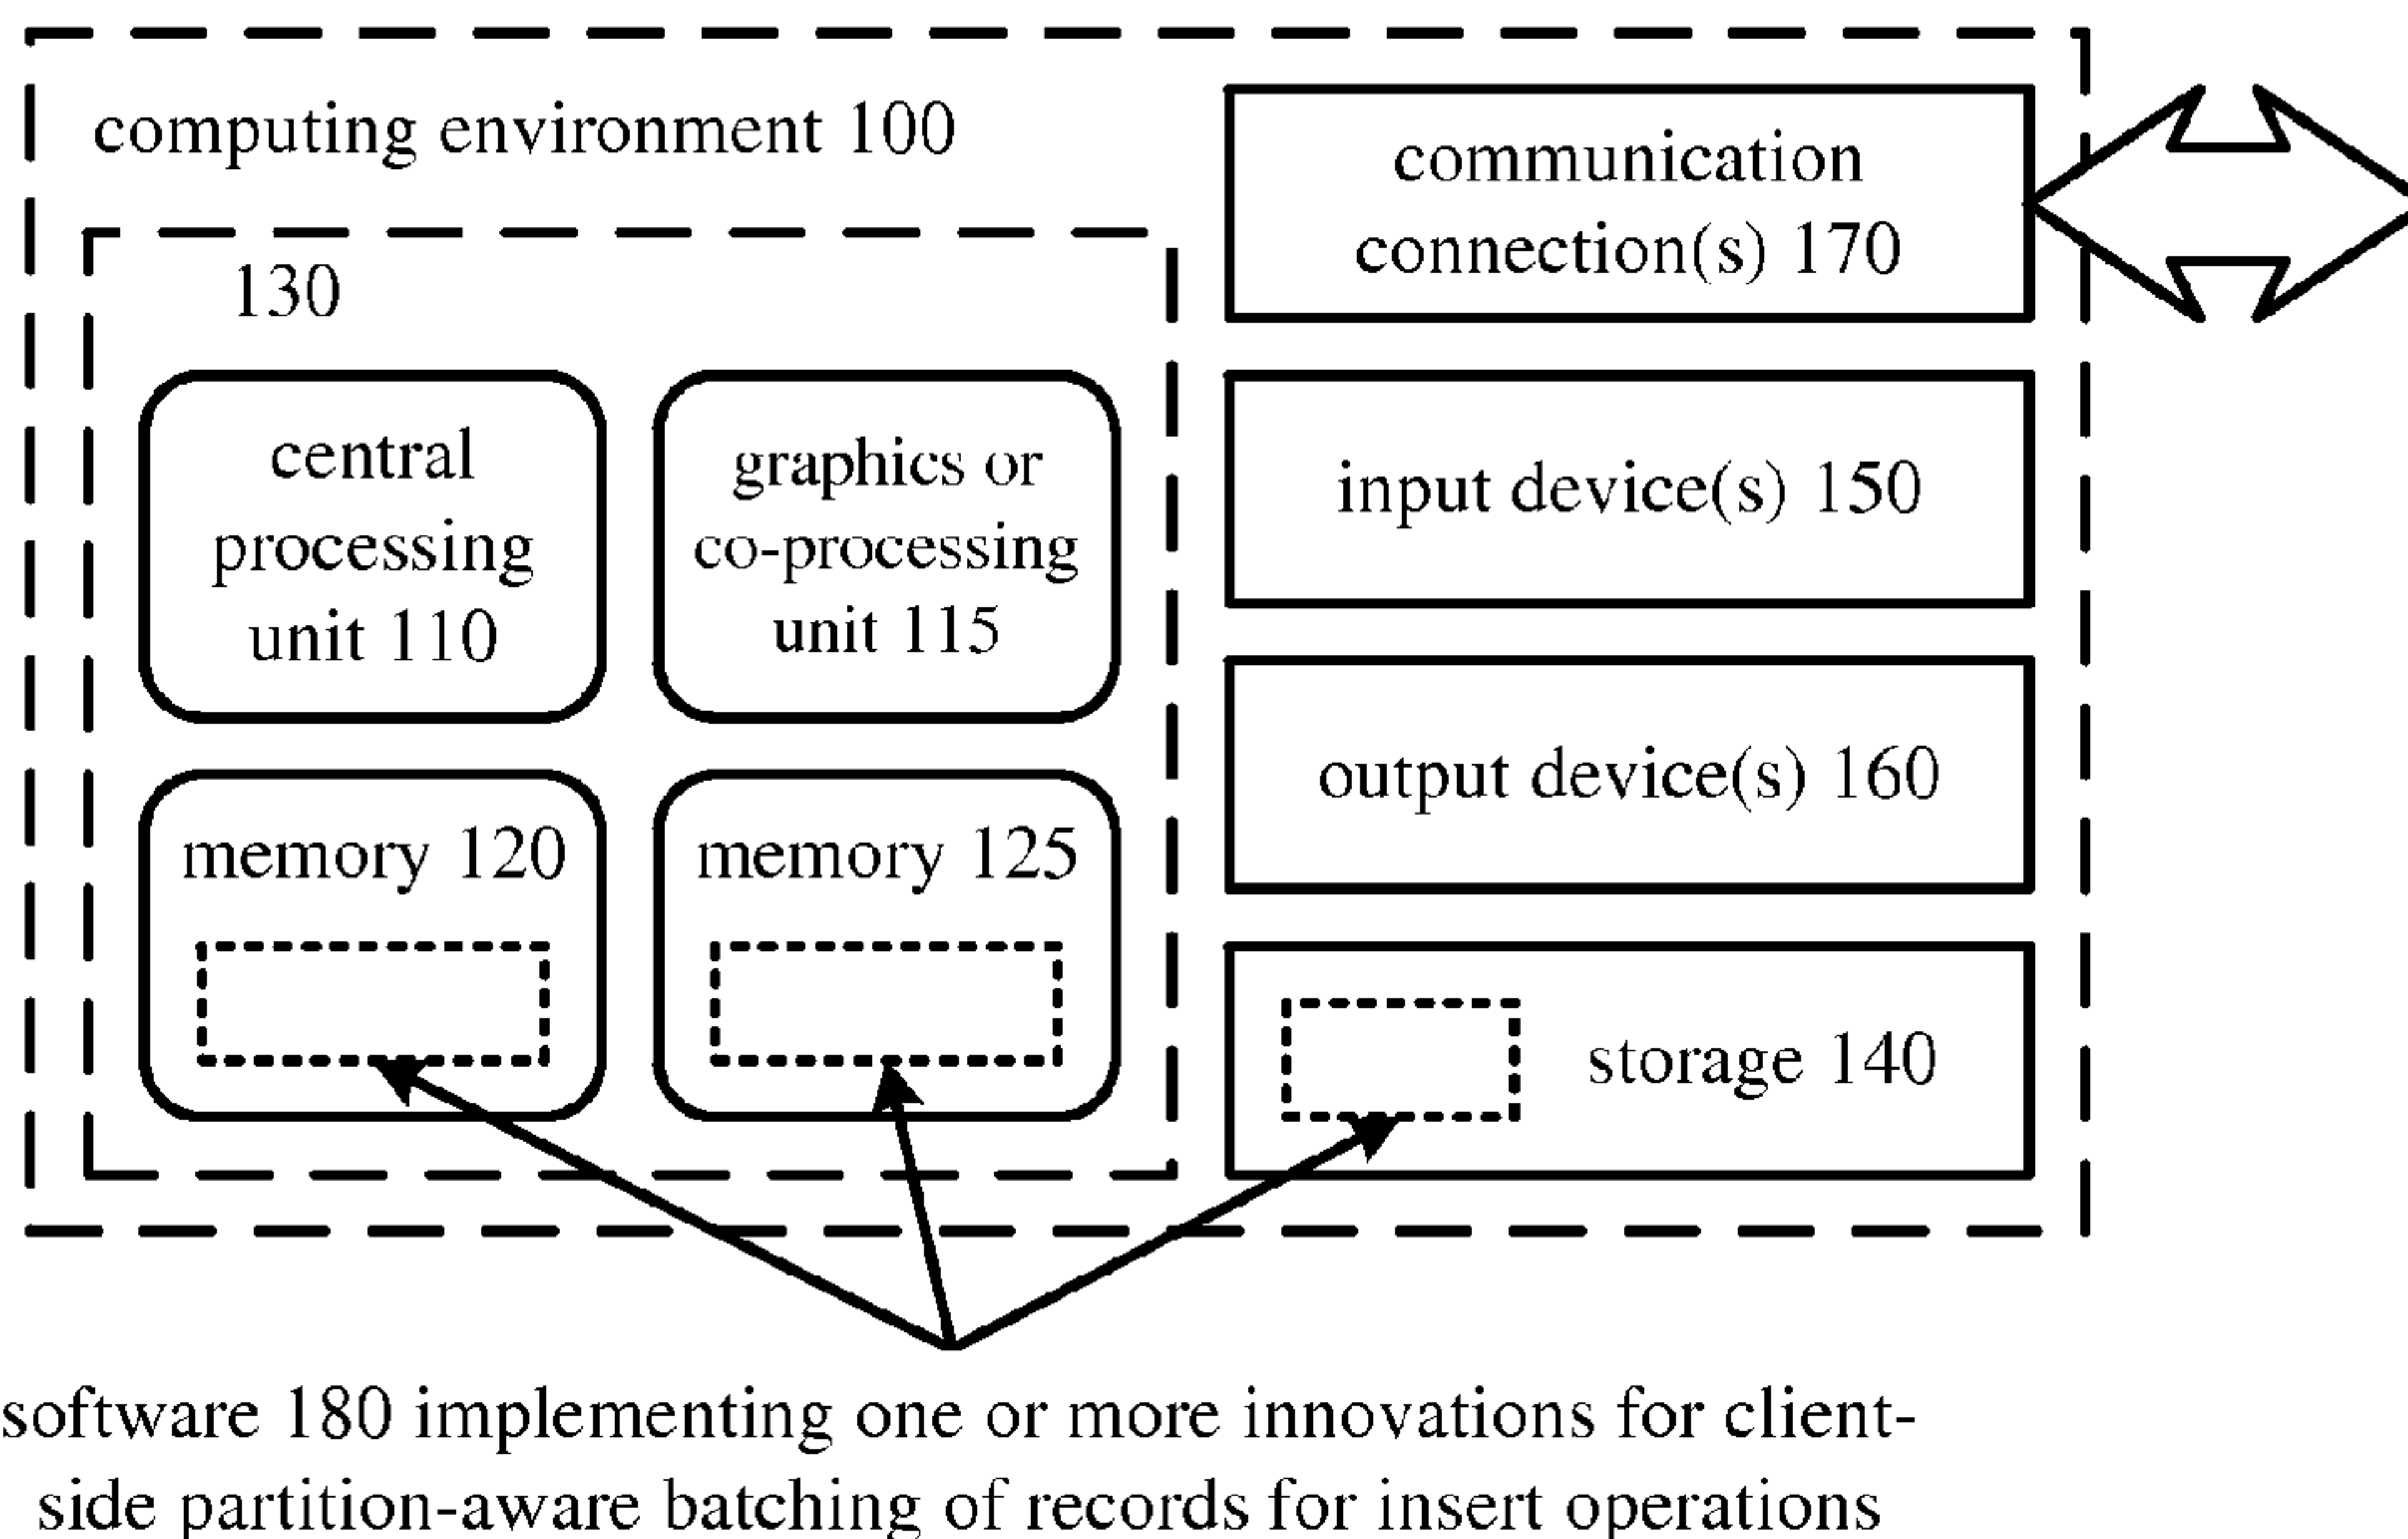 computing environment 100
130
central
processing
unit 110
graphics or
co-processing
unit 115
memory 120
memory 125
communication
connection(s) 170
input device(s) 150
output device(s) 160
storage 140
software 180 implementing one or more innovations for client-
side partition-aware batching of records for insert operations